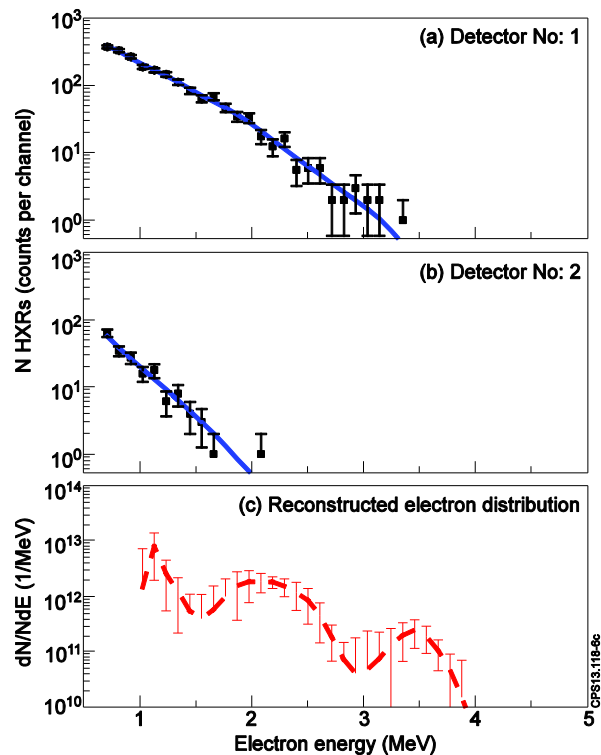 10³
(a) Detector No: 1
10²
10¹
10⁰
N HXRs (counts per channel)
10³
(b) Detector No: 2
10²
10¹
10⁰
10¹⁴
(c) Reconstructed electron distribution
10¹³
10¹²
10¹¹
10¹⁰
dN/NdE (1/MeV)
1 2 3 4 5
Electron energy (MeV)
CPS13.118-6c